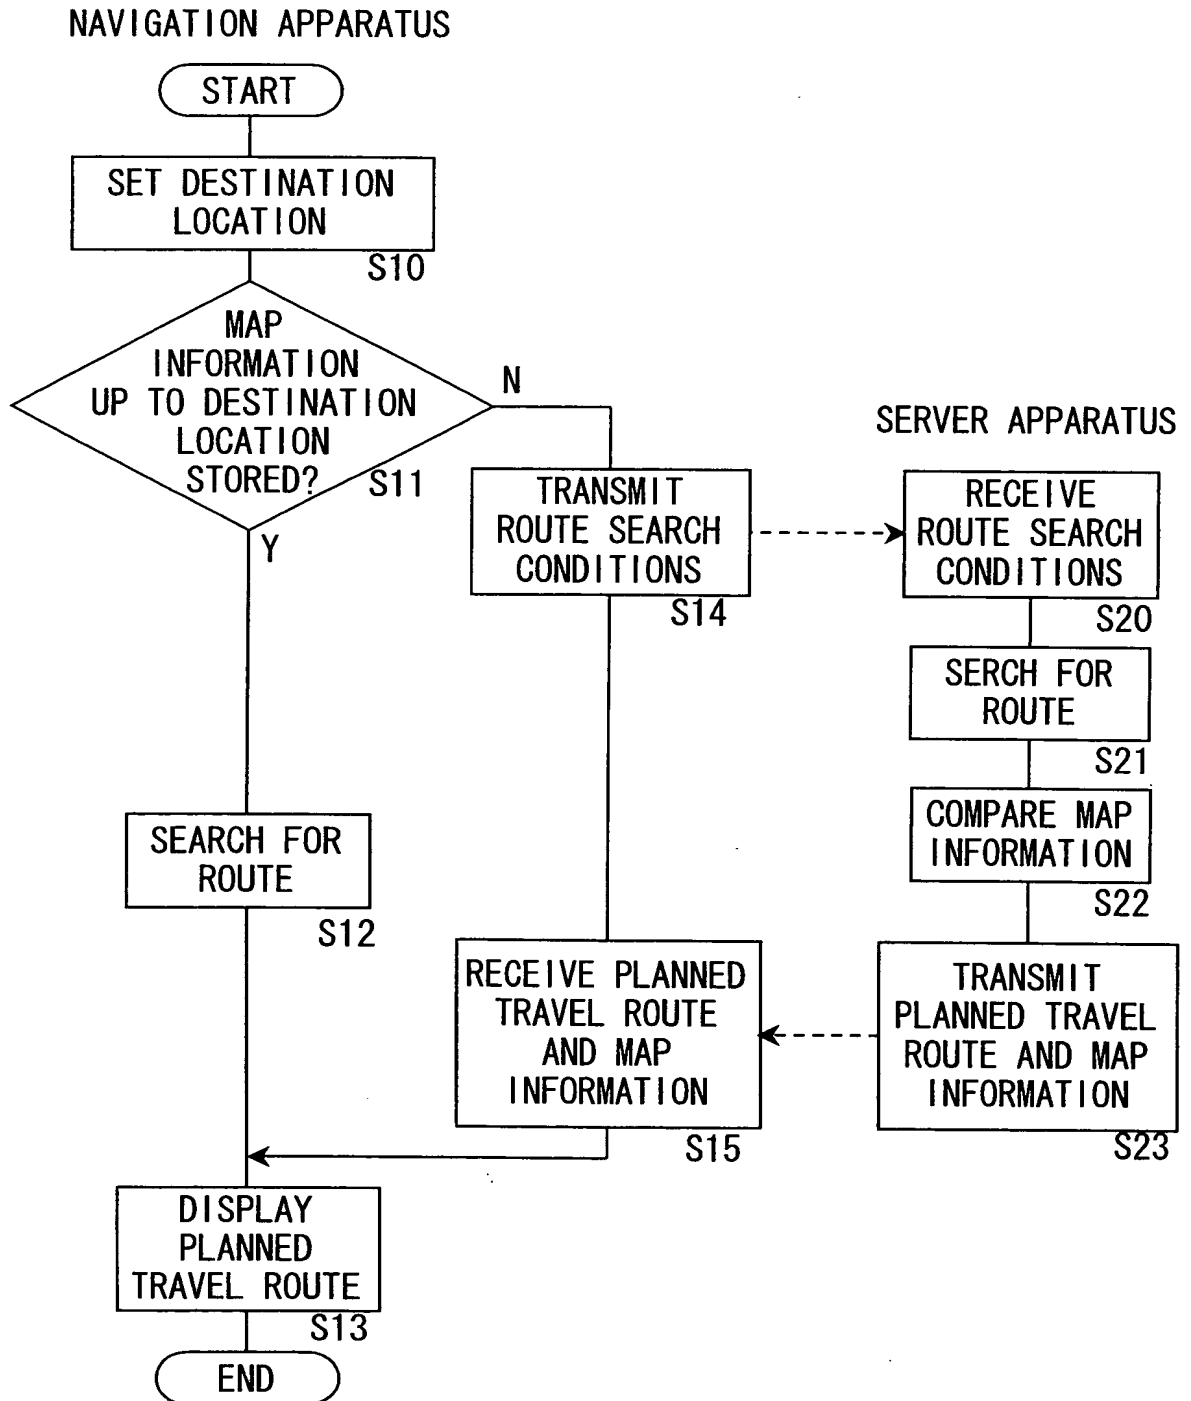 NAVIGATION APPARATUS
START
SET DESTINATION
LOCATION
S10
MAP
INFORMATION
UP TO DESTINATION
LOCATION
STORED?
S11
N
Y
TRANSMIT
ROUTE SEARCH
CONDITIONS
S14
SERVER APPARATUS
RECEIVE
ROUTE SEARCH
CONDITIONS
S20
SERCH FOR
ROUTE
S21
COMPARE MAP
INFORMATION
S22
SEARCH FOR
ROUTE
S12
RECEIVE PLANNED
TRAVEL ROUTE
AND MAP
INFORMATION
S15
TRANSMIT
PLANNED TRAVEL
ROUTE AND MAP
INFORMATION
S23
DISPLAY
PLANNED
TRAVEL ROUTE
S13
END